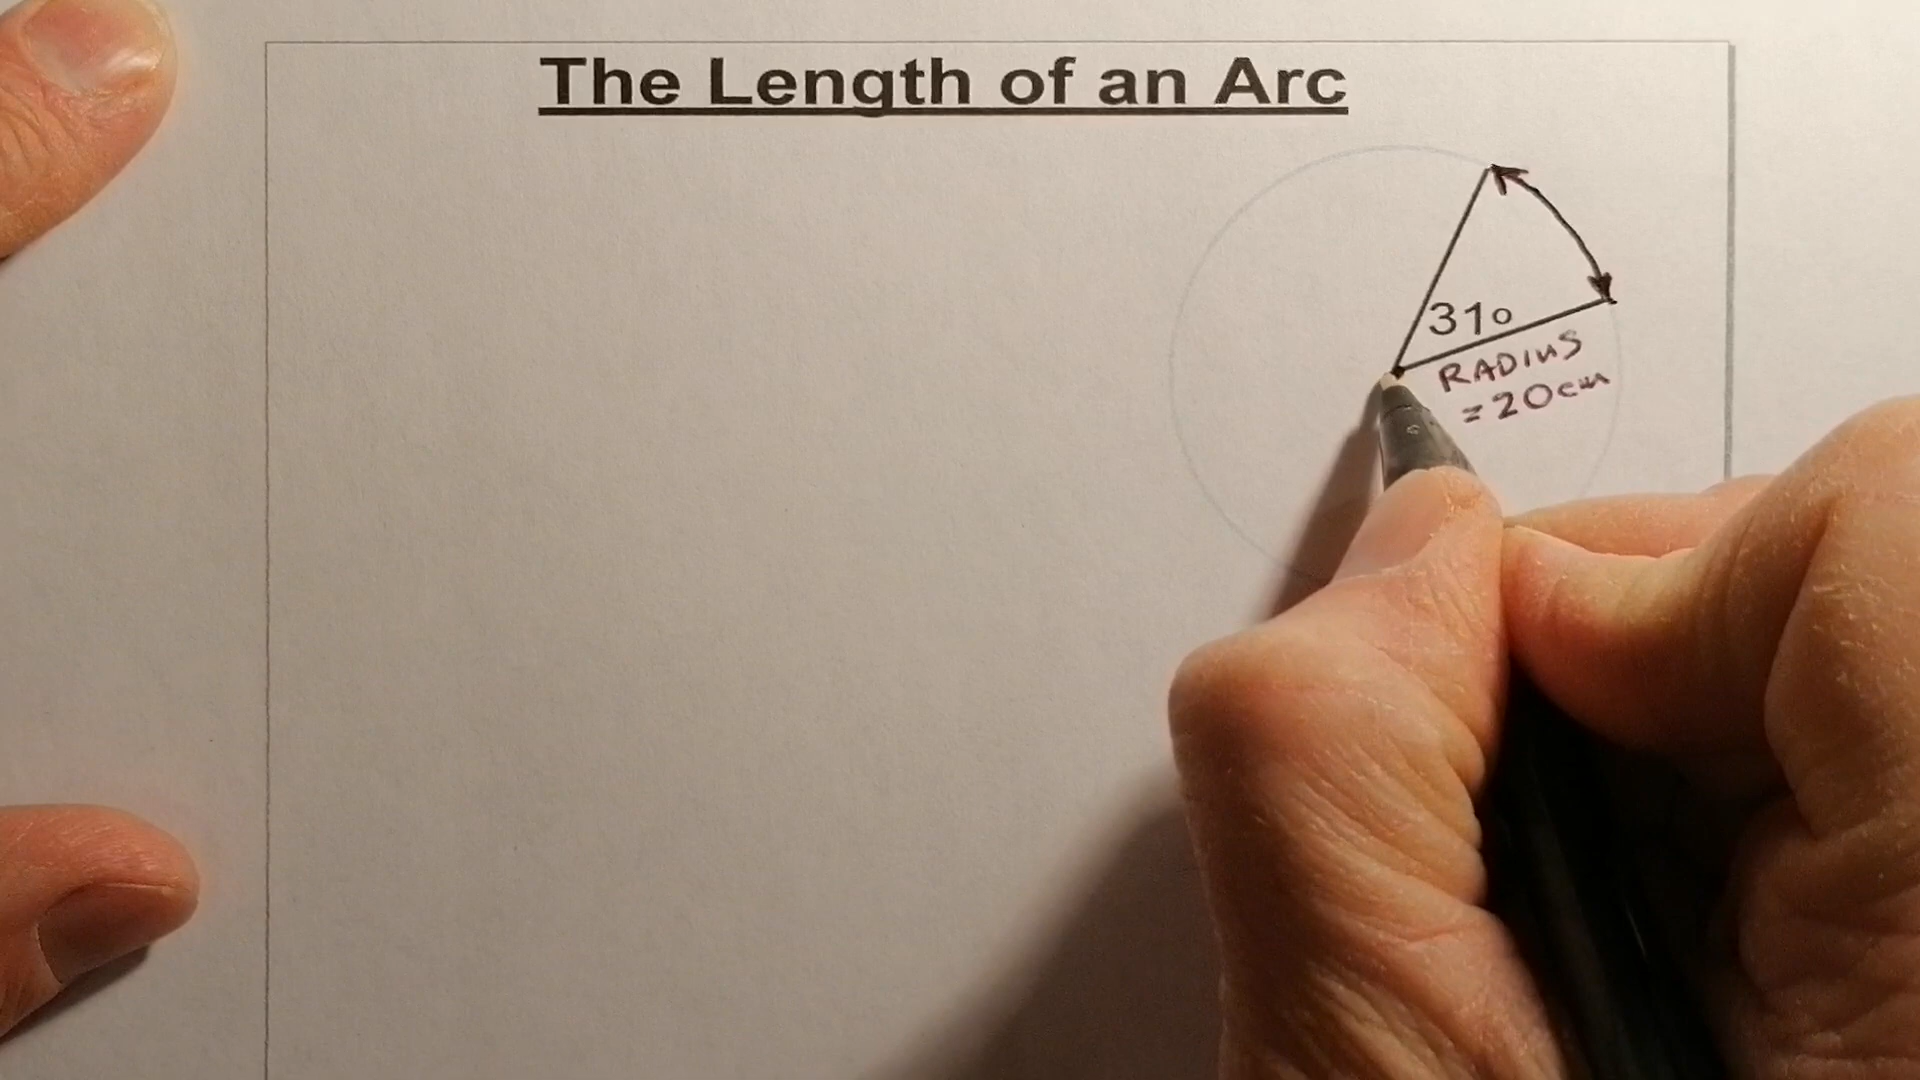 The Length of an Arc
31o
RADIUS
=20cm